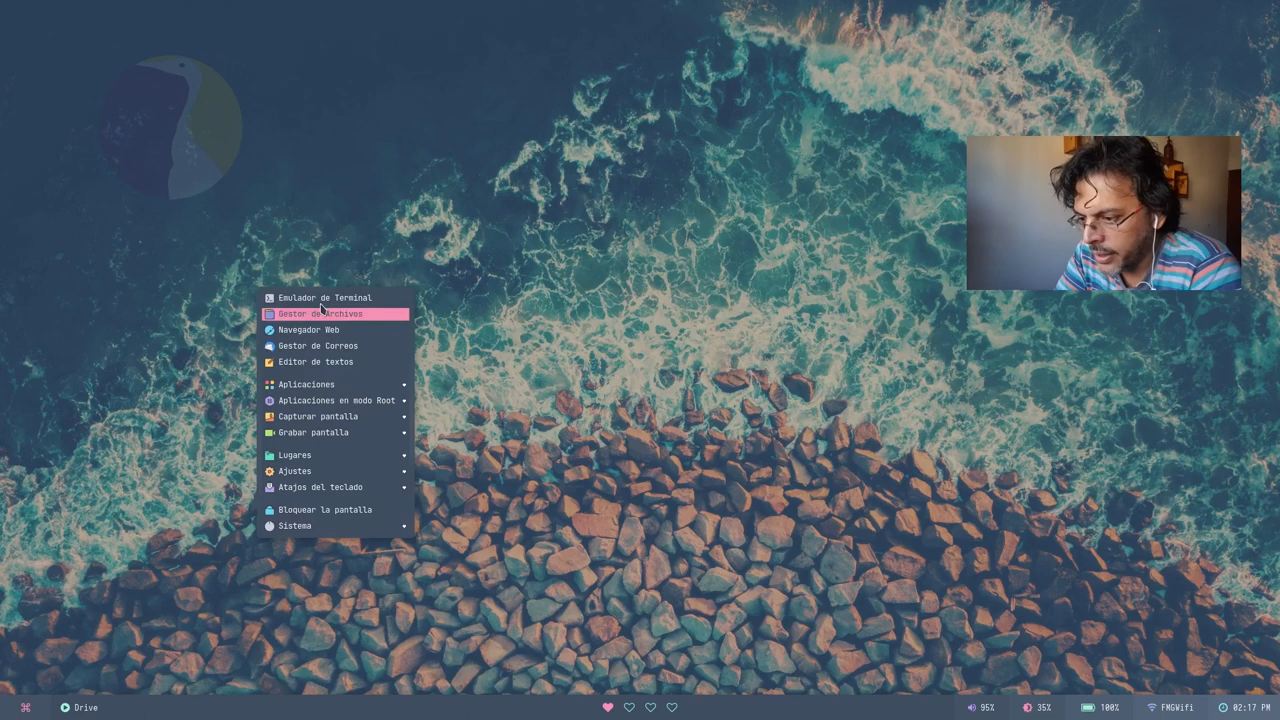 Emulador de Terminal
Gestor de Archivos
Navegador Web
Gestor de Correos
Editor de textos
Aplicaciones
Aplicaciones en modo Root
Capturar pantalla
Grabar pantalla
Lugares
Ajustes
Atajos del teclado
Bloquear la pantalla
Sistema
Drive
95%
35%
100%
FMGWifi
02:17 PM